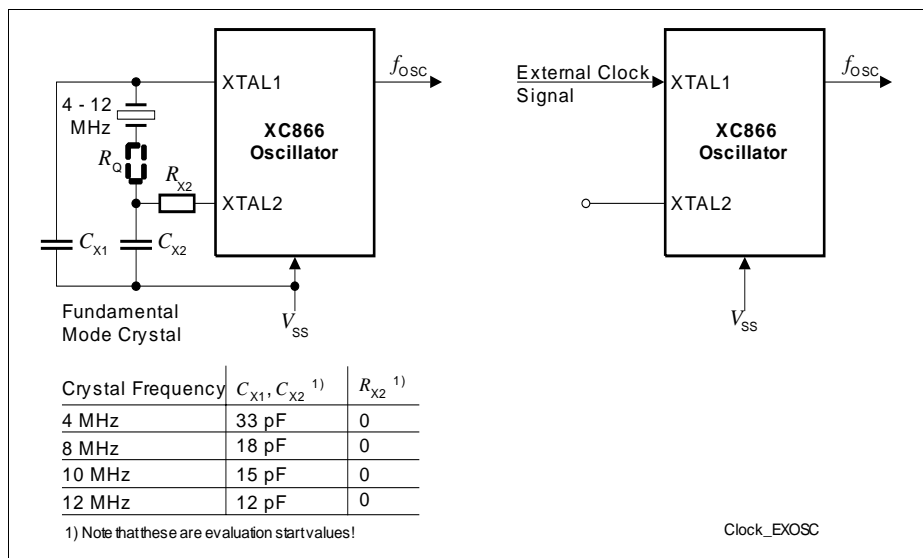 f_OSC
XTAL1
4 - 12
MHz
XC866
Oscillator
R_Q
R_X2
XTAL2
C_X1
C_X2
Fundamental
Mode Crystal
V_SS
f_OSC
External Clock
Signal
XTAL1
XC866
Oscillator
XTAL2
V_SS
Crystal Frequency C_X1, C_X2 1) R_X2 1)
4 MHz 33 pF 0
8 MHz 18 pF 0
10 MHz 15 pF 0
12 MHz 12 pF 0
1) Note that these are evaluation start values!
Clock_EXOSC